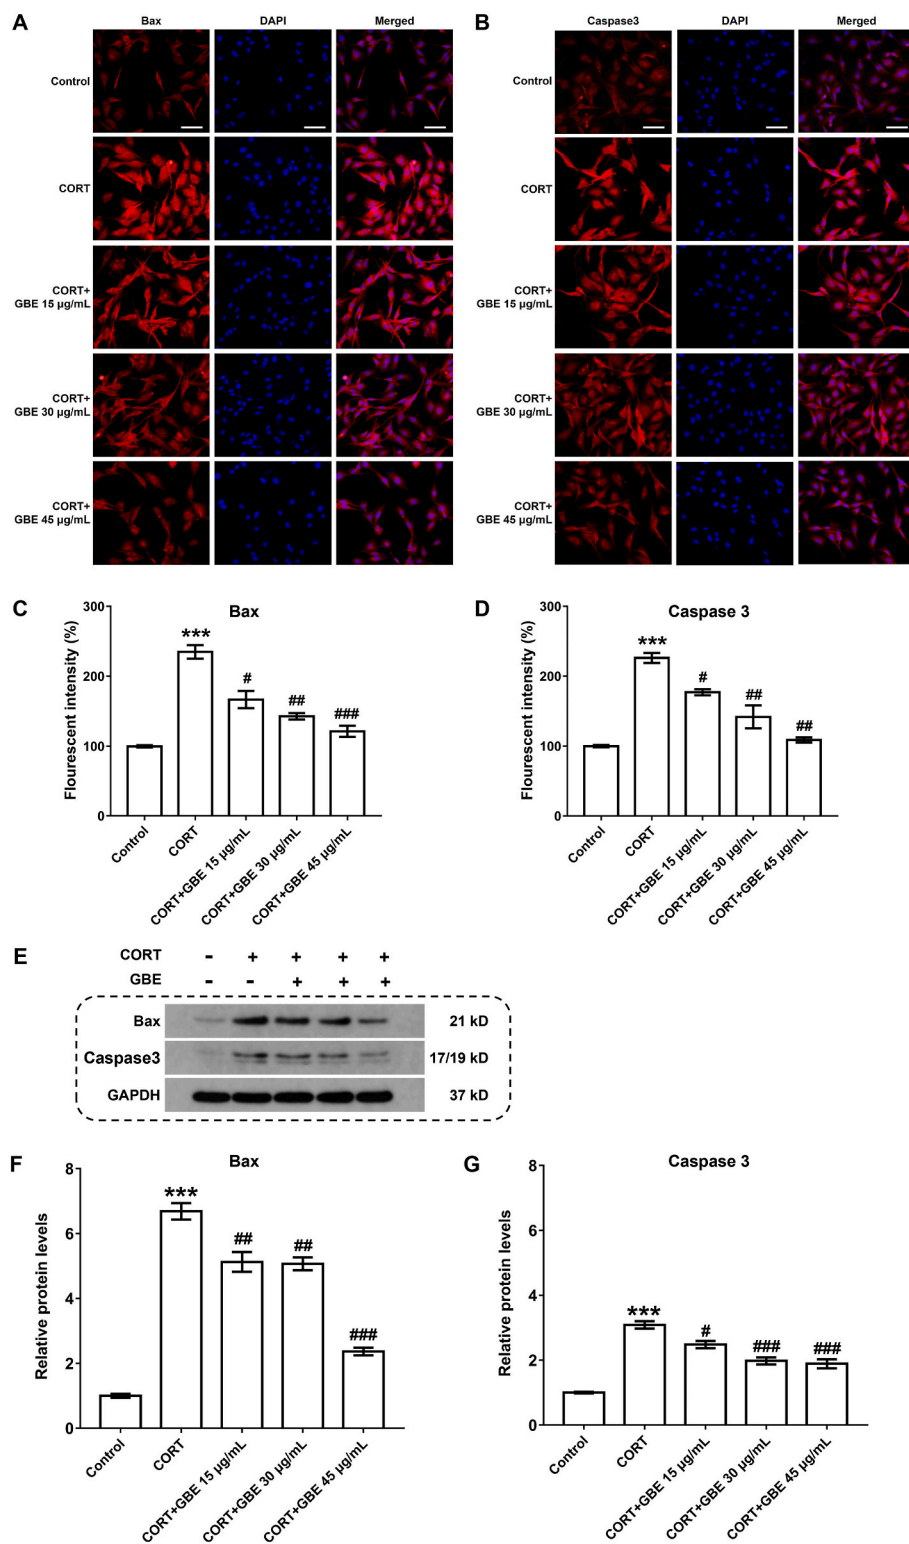 A
Bax DAPI Merged
Control
CORT
CORT+
GBE 15 μg/mL
CORT+
GBE 30 μg/mL
CORT+
GBE 45 μg/mL
B
Caspase3 DAPI Merged
Control
CORT
CORT+
GBE 15 μg/mL
CORT+
GBE 30 μg/mL
CORT+
GBE 45 μg/mL
C
Bax
Flourescent intensity (%)
300
200
100
0
***
#
##
###
Control
CORT
CORT+GBE 15 μg/mL
CORT+GBE 30 μg/mL
CORT+GBE 45 μg/mL
D
Caspase 3
Flourescent intensity (%)
300
200
100
0
***
#
##
##
Control
CORT
CORT+GBE 15 μg/mL
CORT+GBE 30 μg/mL
CORT+GBE 45 μg/mL
E
CORT - + + + +
GBE - - + + +
Bax 21 kD
Caspase3 17/19 kD
GAPDH 37 kD
F
Bax
Relative protein levels
8
6
4
2
0
***
##
##
###
Control
CORT
CORT+GBE 15 μg/mL
CORT+GBE 30 μg/mL
CORT+GBE 45 μg/mL
G
Caspase 3
Relative protein levels
8
6
4
2
0
***
#
###
###
Control
CORT
CORT+GBE 15 μg/mL
CORT+GBE 30 μg/mL
CORT+GBE 45 μg/mL